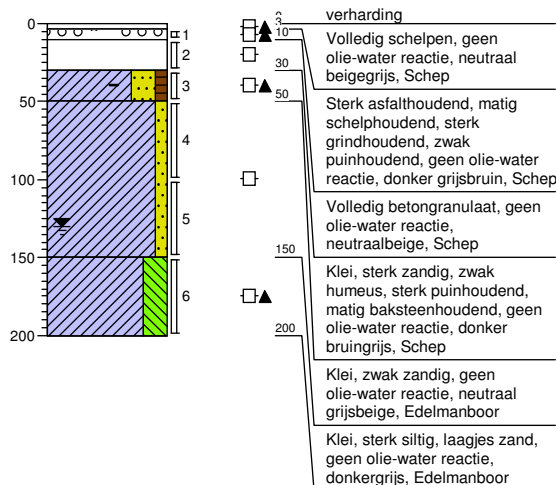 0
50
100
150
200
1
2
3
4
5
6
0
3
10
30
50
150
200
verharding
Volledig schelpen, geen
olie-water reactie, neutraal
beigegrijs, Schep
Sterk asfalthoudend, matig
schelphoudend, sterk
grindhoudend, zwak
puinhoudend, geen olie-water
reactie, donker grijsbruin, Schep
Volledig betongranulaat, geen
olie-water reactie,
neutraalbeige, Schep
Klei, sterk zandig, zwak
humeus, sterk puinhoudend,
matig baksteenhoudend, geen
olie-water reactie, donker
bruingrijs, Schep
Klei, zwak zandig, geen
olie-water reactie, neutraal
grijsbeige, Edelmanboor
Klei, sterk siltig, laagjes zand,
geen olie-water reactie,
donkergrijs, Edelmanboor